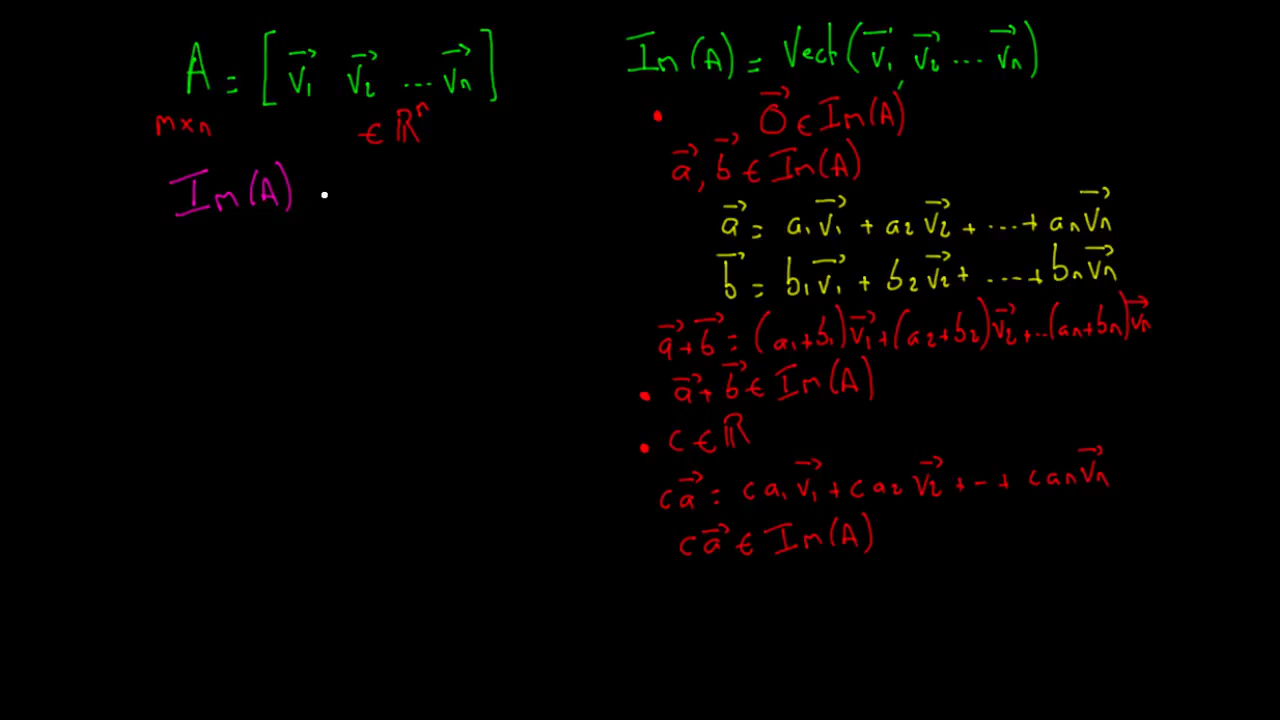 A = [v⃗₁ v⃗₂ ... v⃗ₙ]
m×n ∈ ℝⁿ
Im(A)
Im(A) = Vect(v⃗₁, v⃗₂ ... v⃗ₙ)
• 0⃗ ∈ Im(A)
a⃗, b⃗ ∈ Im(A)
a⃗ = a₁v⃗₁ + a₂v⃗₂ + ... + aₙv⃗ₙ
b⃗ = b₁v⃗₁ + b₂v⃗₂ + ... + bₙv⃗ₙ
a⃗+b⃗ = (a₁+b₁)v⃗₁+(a₂+b₂)v⃗₂+...(aₙ+bₙ)v⃗ₙ
• a⃗+b⃗ ∈ Im(A)
• c ∈ ℝ
ca⃗ = ca₁v⃗₁ + ca₂v⃗₂ + -- + caₙv⃗ₙ
ca⃗ ∈ Im(A)